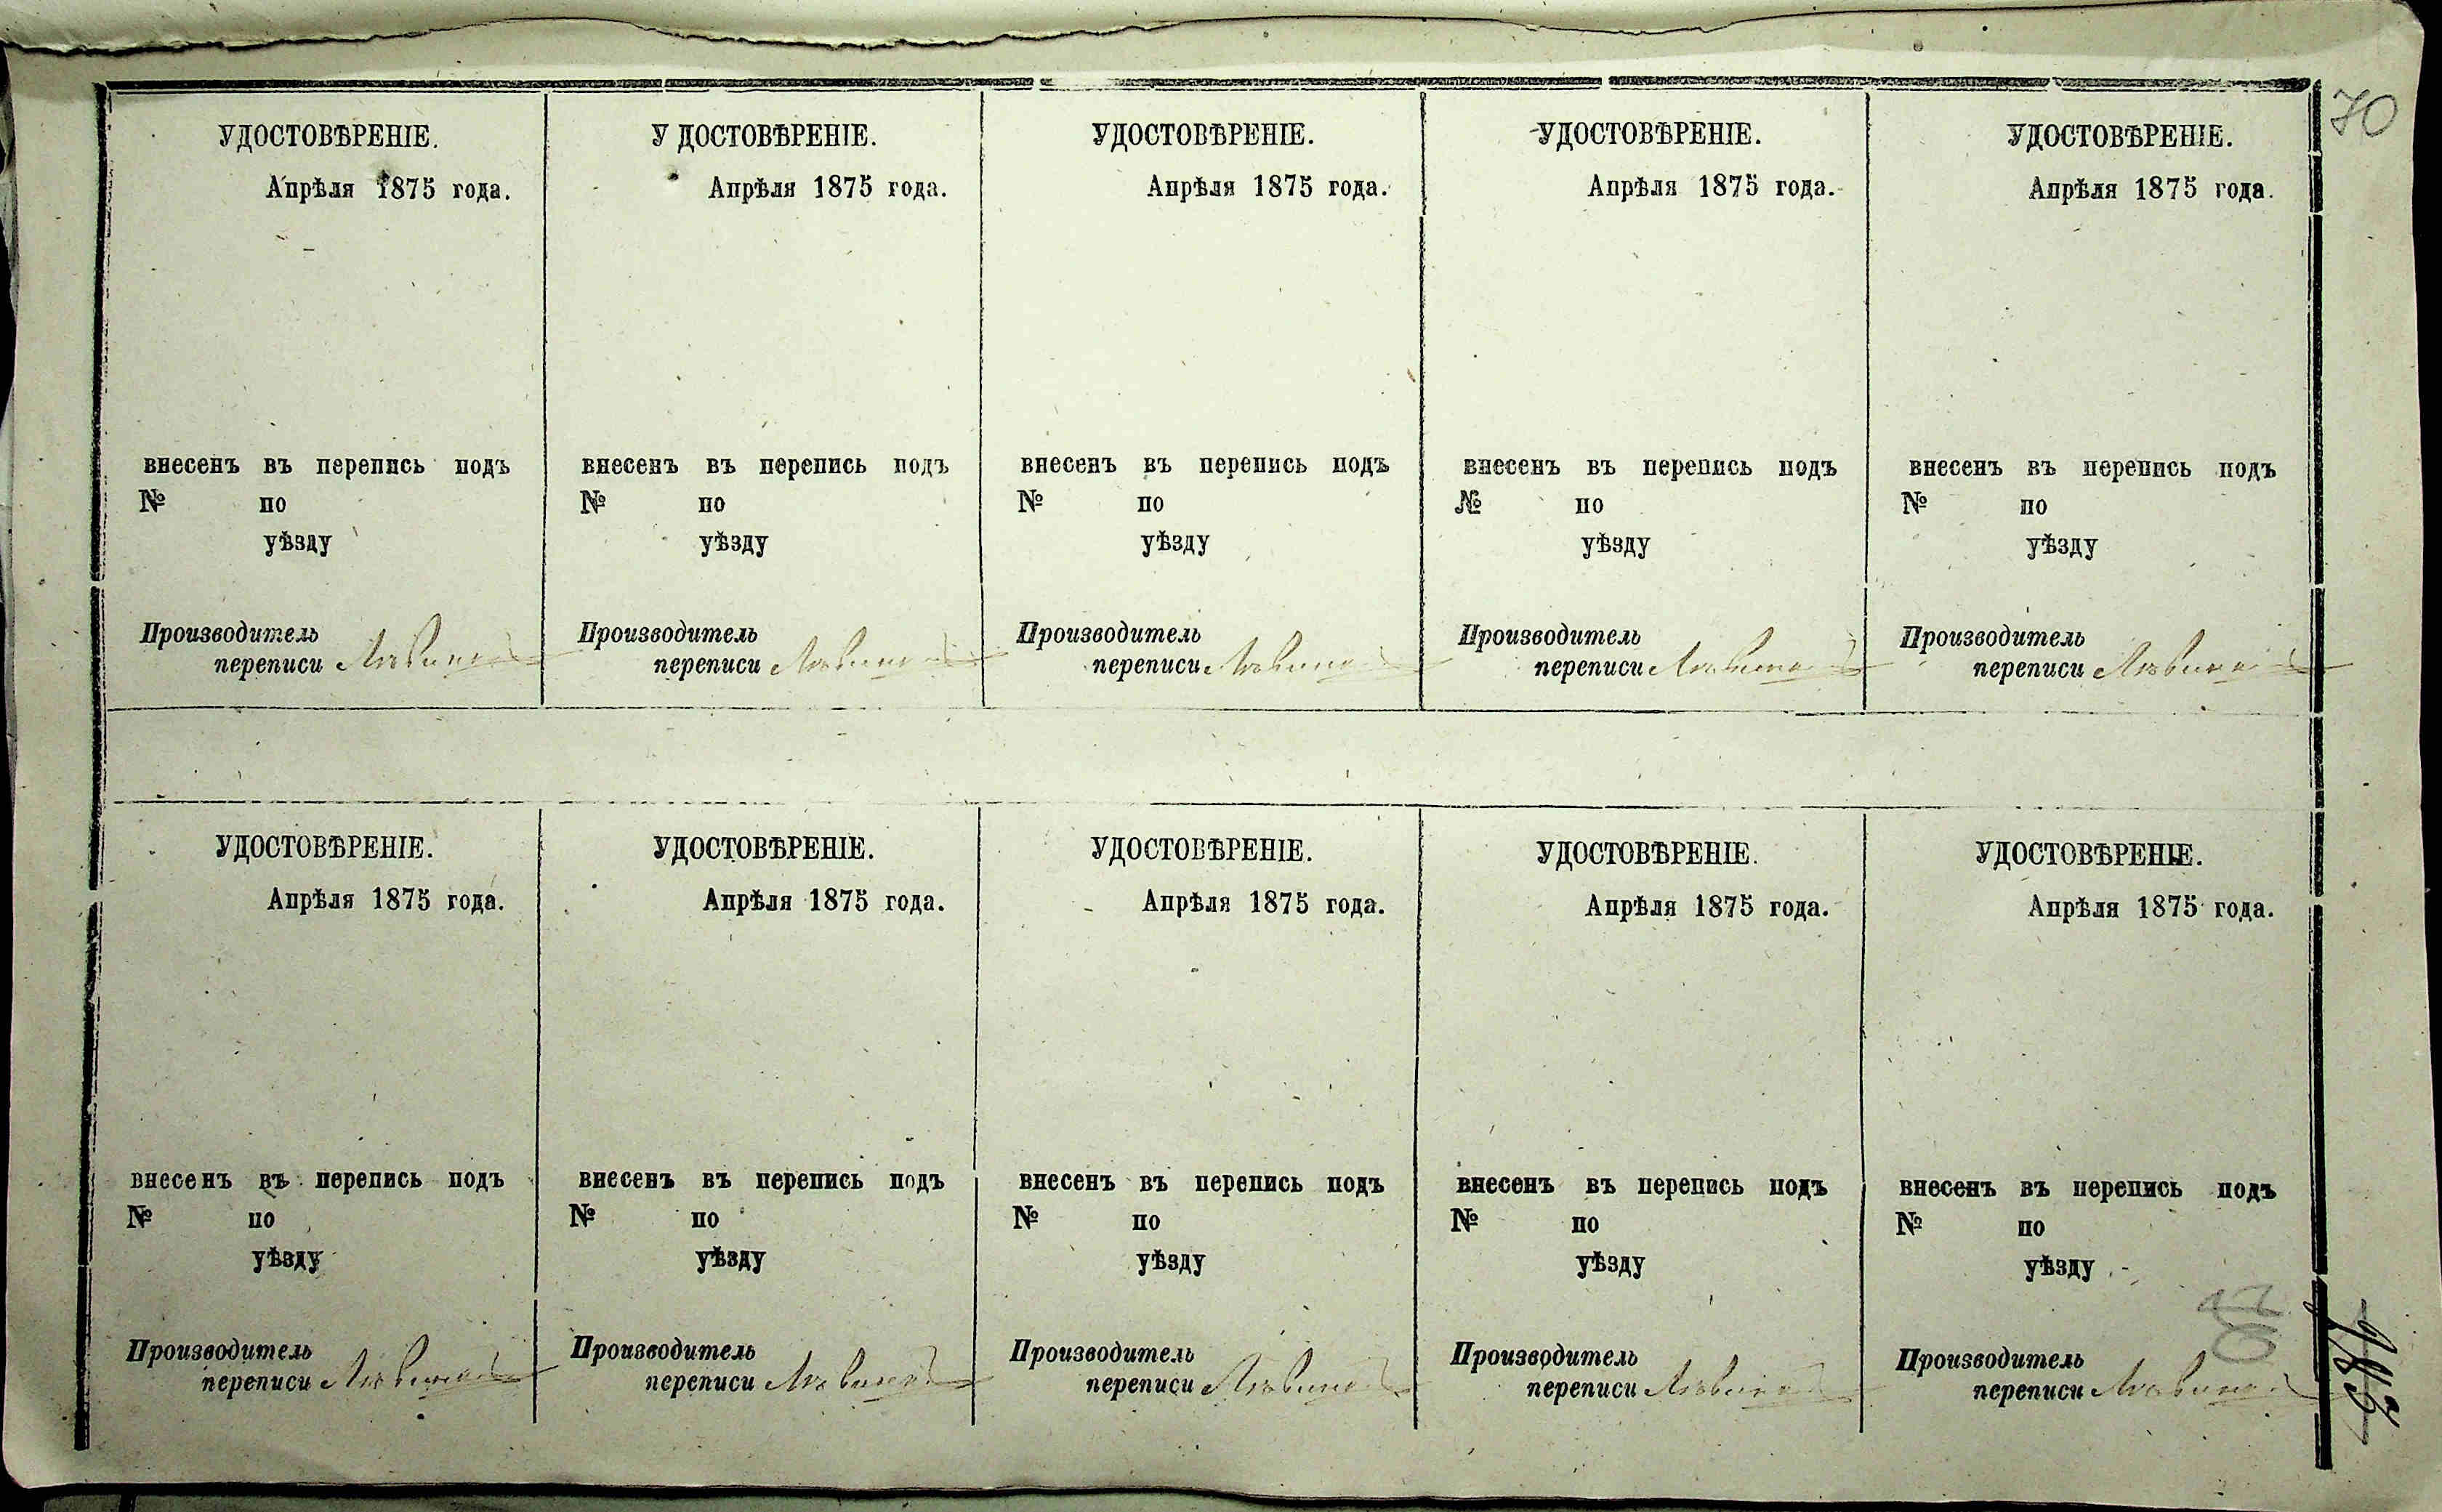 70
УДОСТОВѢРЕНІЕ.
Апрѣля 1875 года.
внесенъ въ перепись подъ
№ по
уѣзду
Производитель
переписи
У ДОСТОВѢРЕНІЕ.
Апрѣля 1875 года.
внесенъ въ перепись подъ
№ по
уѣзду
Производитель
переписи
УДОСТОВѢРЕНІЕ.
Апрѣля 1875 года.
внесенъ въ перепись подъ
№ по
уѣзду
Производитель
переписи
УДОСТОВѢРЕНІЕ.
Апрѣля 1875 года.
внесенъ въ перепись подъ
№ по
уѣзду
Производитель
переписи
УДОСТОВѢРЕНІЕ.
Апрѣля 1875 года.
внесенъ въ перепись подъ
№ по
уѣзду
Производитель
переписи
УДОСТОВѢРЕНІЕ.
Апрѣля 1875 года.
внесенъ въ перепись подъ
№ по
уѣзду
Производитель
переписи
УДОСТОВѢРЕНІЕ.
Апрѣля 1875 года.
внесенъ въ перепись подъ
№ по
уѣзду
Производитель
переписи
УДОСТОВѢРЕНІЕ.
Апрѣля 1875 года.
внесенъ въ перепись подъ
№ по
уѣзду
Производитель
переписи
УДОСТОВѢРЕНІЕ.
Апрѣля 1875 года.
внесенъ въ перепись подъ
№ по
уѣзду
Производитель
переписи
УДОСТОВѢРЕНІЕ.
Апрѣля 1875 года.
внесенъ въ перепись подъ
№ по
уѣзду
Производитель
переписи